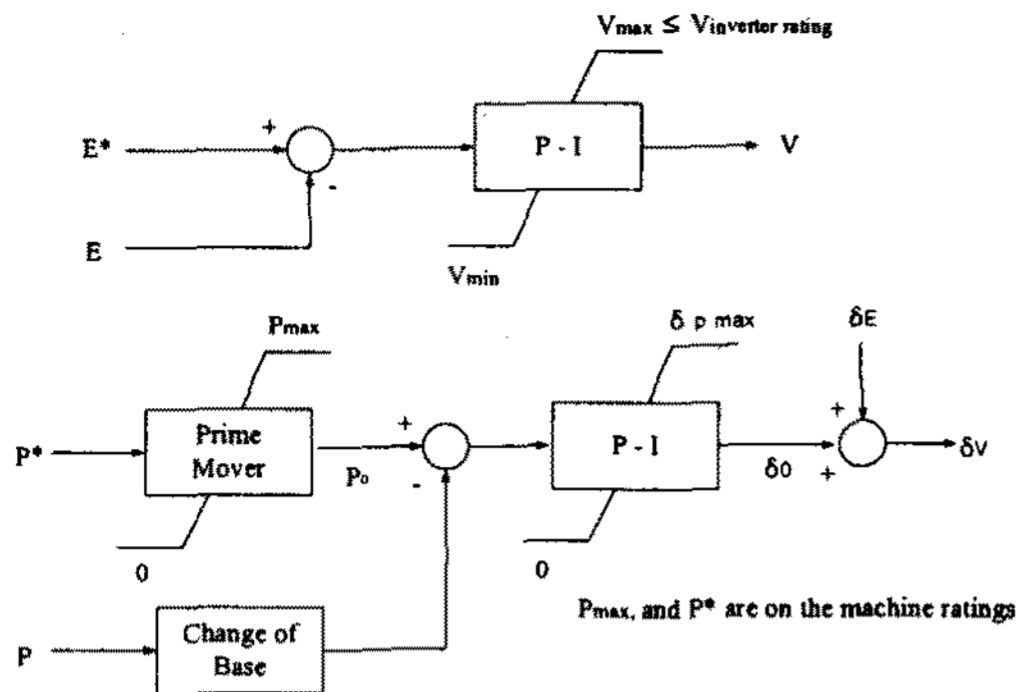 Vmax ≤ Vinverter rating
+
E*
P - I
V
-
E
Vmin
Pmax
δ p max
δE
+
+
P*
Prime
Mover
Po
-
P - I
δ0
+
δV
0
0
Pmax, and P* are on the machine ratings
P
Change of
Base